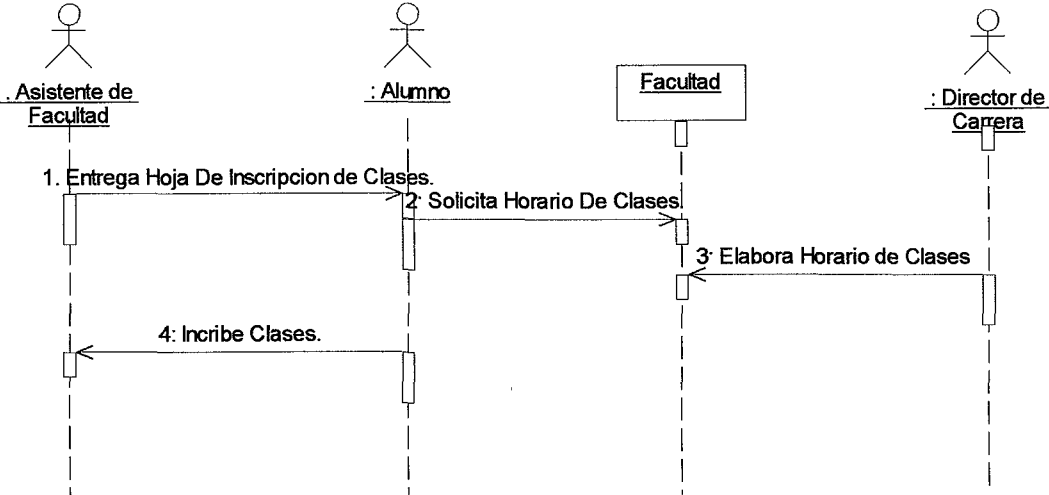 . Asistente de
Facultad
: Alumno
Facultad
: Director de
Carrera
1. Entrega Hoja De Inscripcion de Clases.
2: Solicita Horario De Clases.
3: Elabora Horario de Clases
4: Incribe Clases.